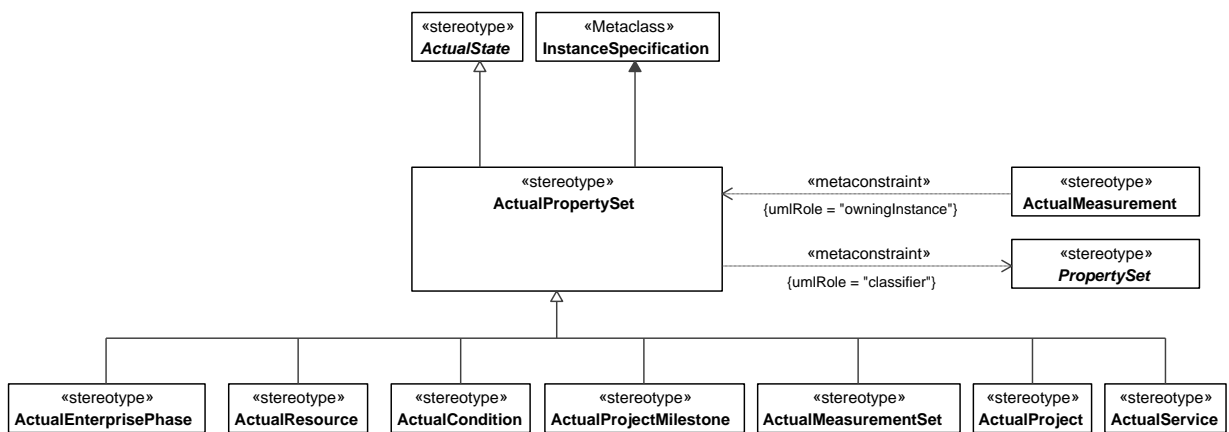 «stereotype»
ActualState
«Metaclass»
InstanceSpecification
«stereotype»
ActualPropertySet
«metaconstraint»
{umlRole = "owningInstance"}
«stereotype»
ActualMeasurement
«metaconstraint»
{umlRole = "classifier"}
«stereotype»
PropertySet
«stereotype»
ActualEnterprisePhase
«stereotype»
ActualResource
«stereotype»
ActualCondition
«stereotype»
ActualProjectMilestone
«stereotype»
ActualMeasurementSet
«stereotype»
ActualProject
«stereotype»
ActualService